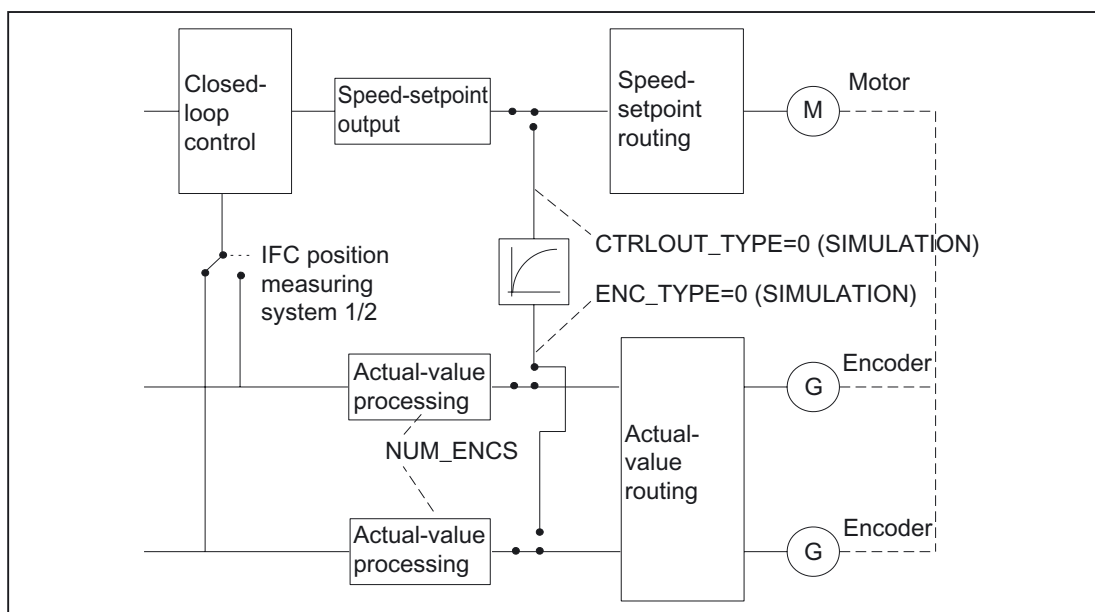 Closed-
loop
control
Speed-setpoint
output
Speed-
setpoint
routing
Motor
M
CTRLOUT_TYPE=0 (SIMULATION)
IFC position
measuring
system 1/2
ENC_TYPE=0 (SIMULATION)
Actual-value
processing
Encoder
G
NUM_ENCS
Actual-
value
routing
Actual-value
processing
Encoder
G